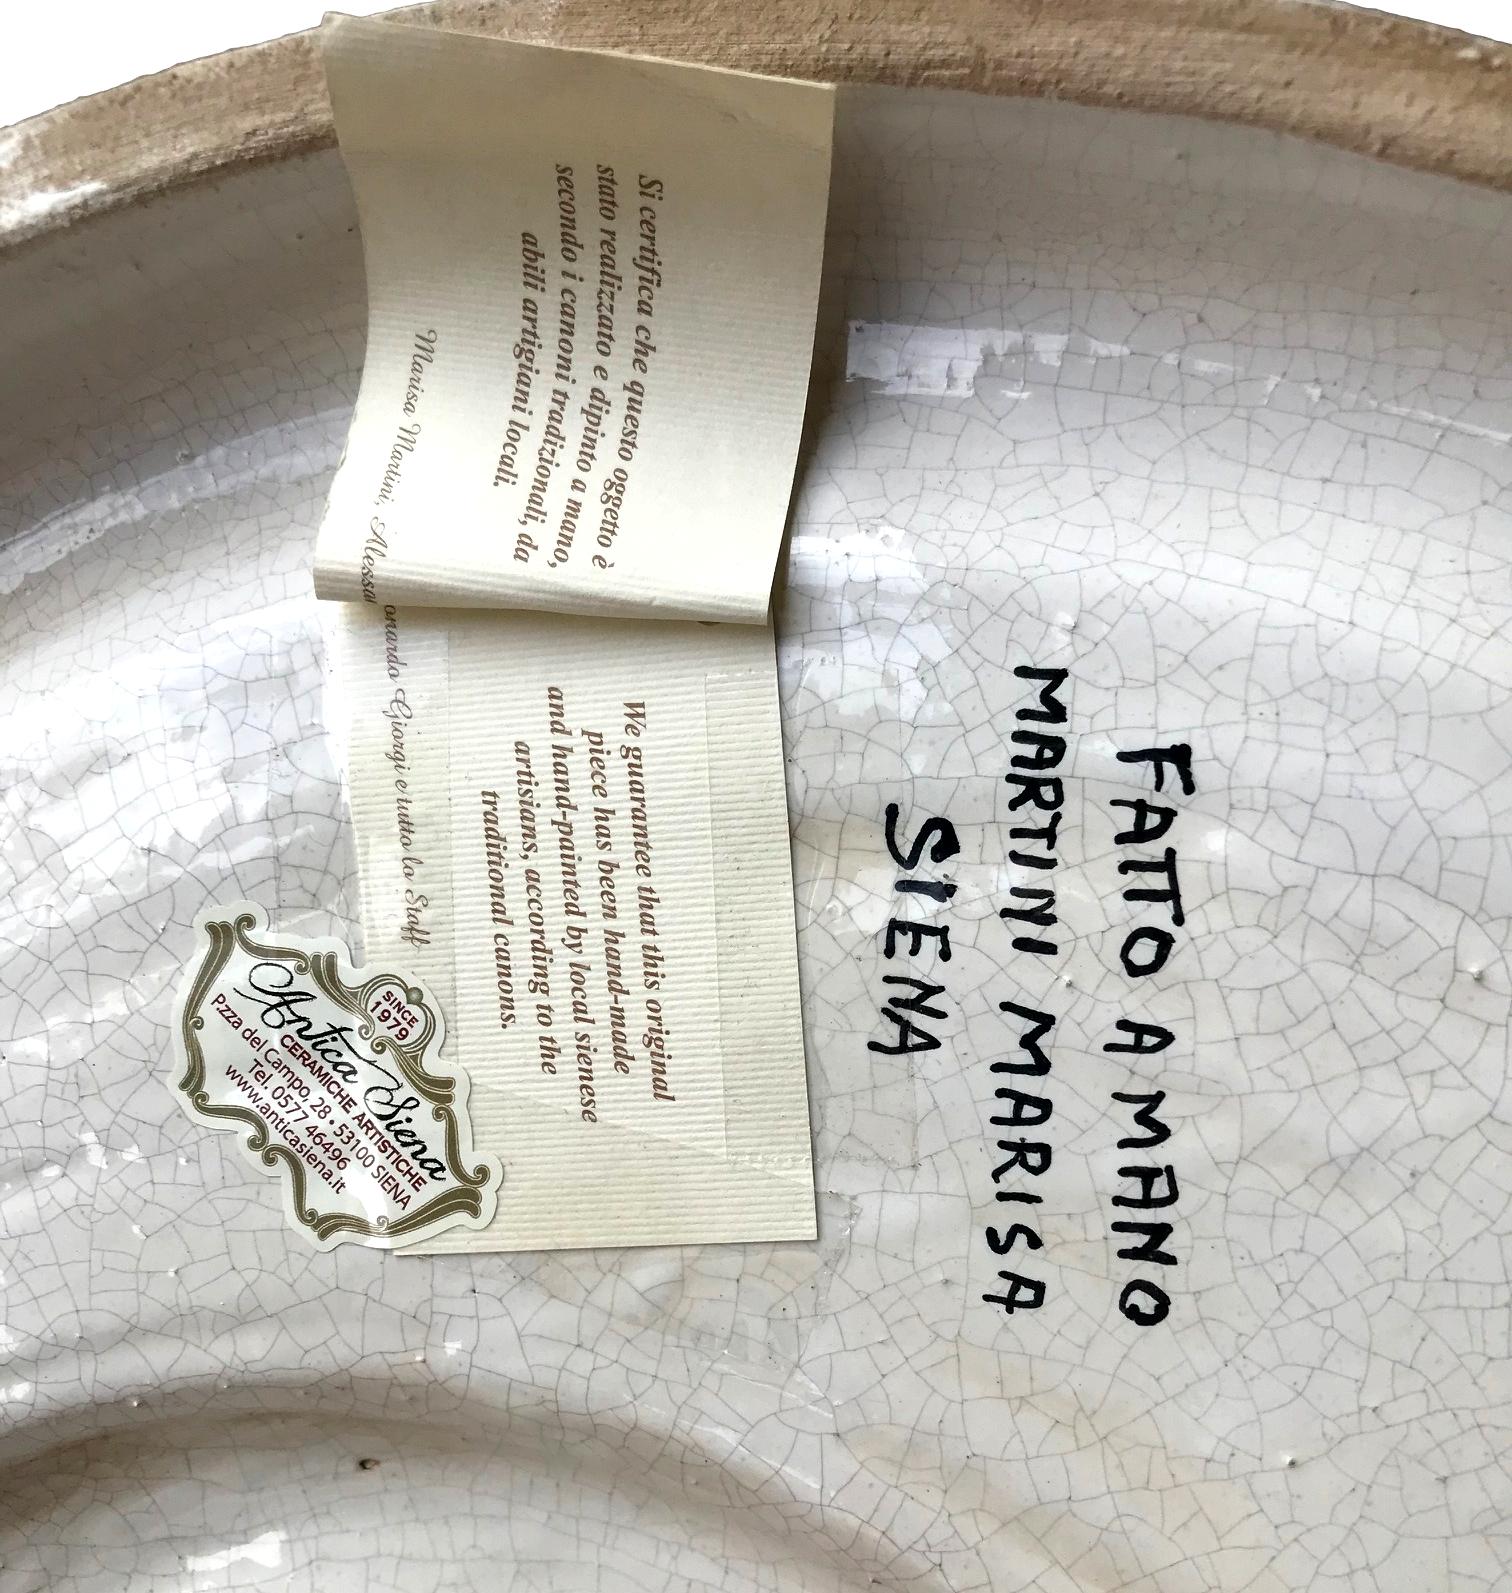 Si certifica che questo oggetto è
stato realizzato e dipinto a mano,
secondo i canoni tradizionali, da
abili artigiani locali.
Marisa Martini,
We guarantee that this original
piece has been hand-made
and hand-painted by local sienese
artisians, according to the
traditional canons.
Giorgi e tutto lo Staff
SINCE
1979
Antica Siena
CERAMICHE ARTISTICHE
P.zza del Campo, 28 • 53100 SIENA
Tel. 0577 46496
www.anticasiena.it
FATTO A MANO
MARTINI MARISA
SIENA